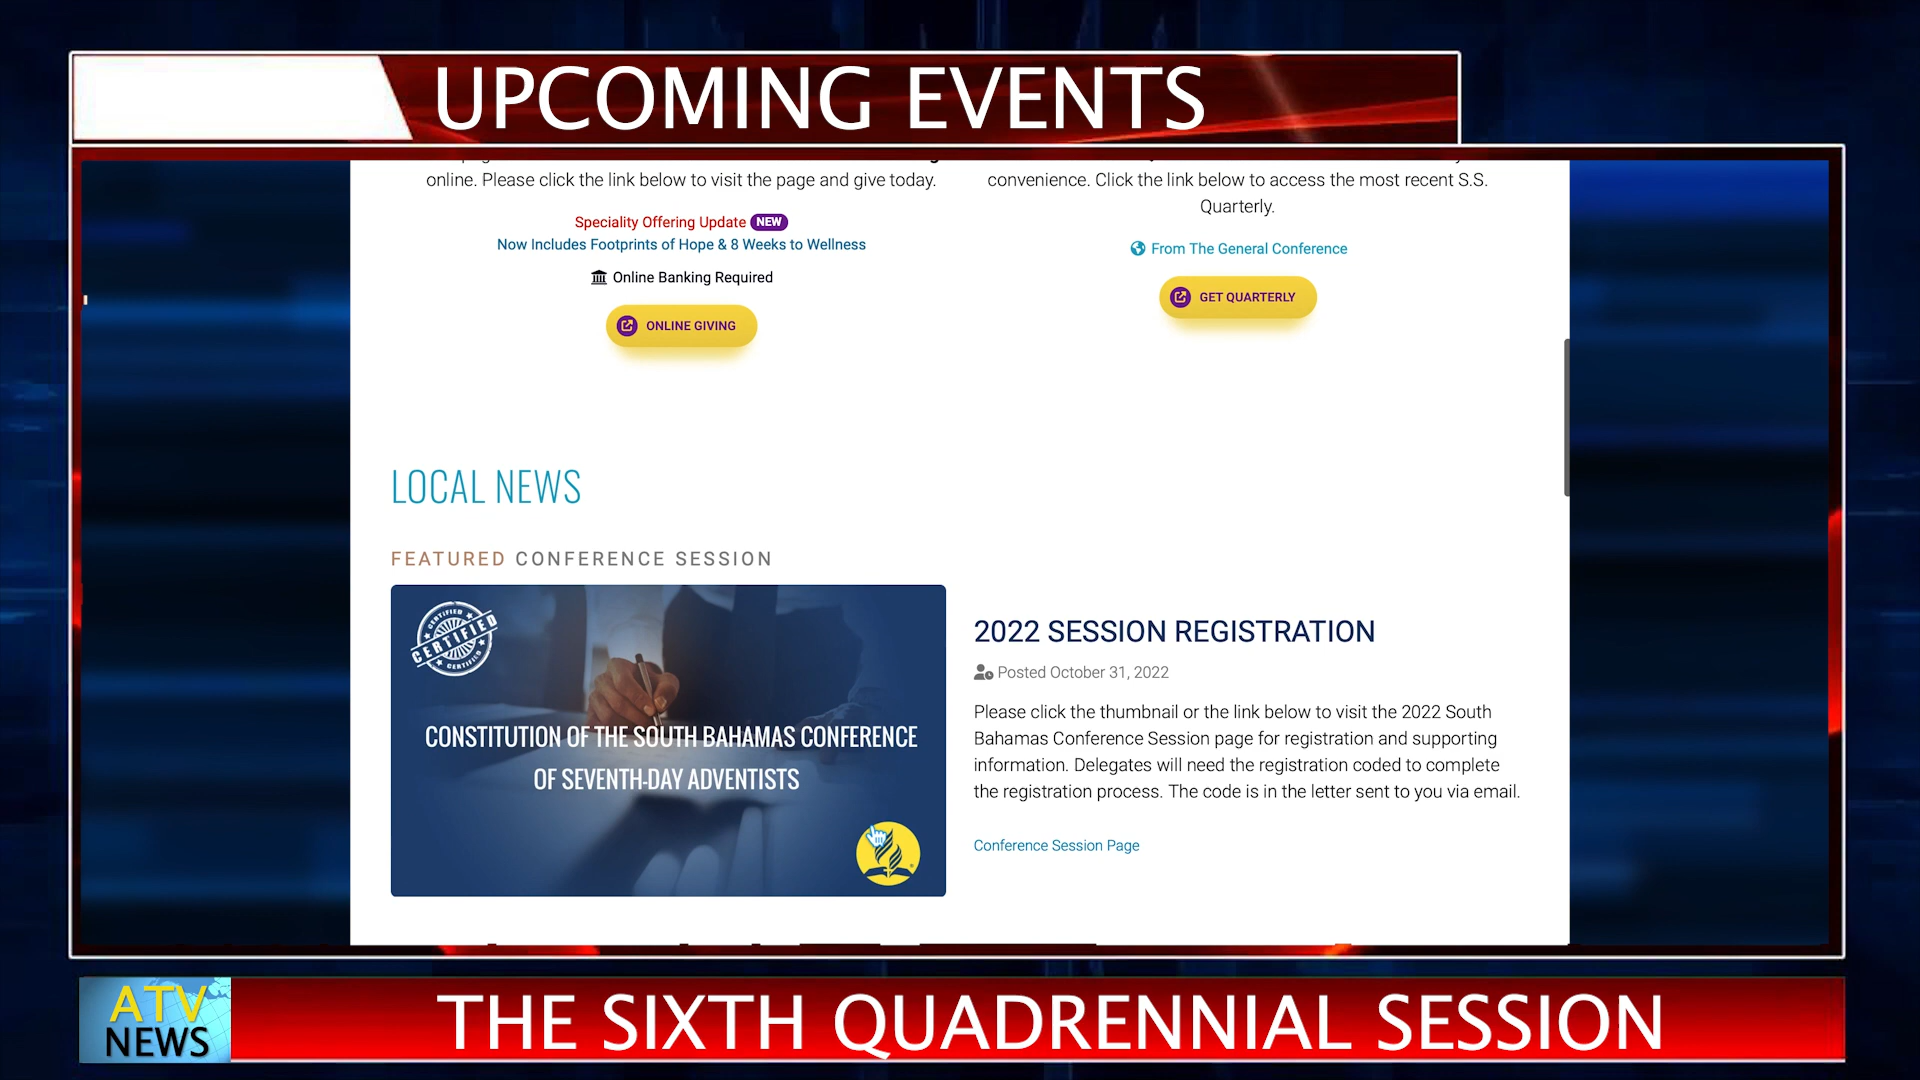 UPCOMING EVENTS
online. Please click the link below to visit the page and give today.
Speciality Offering Update NEW
Now Includes Footprints of Hope & 8 Weeks to Wellness
Online Banking Required
ONLINE GIVING
convenience. Click the link below to access the most recent S.S.
Quarterly.
From The General Conference
GET QUARTERLY
LOCAL NEWS
FEATURED CONFERENCE SESSION
CERTIFIED
CERTIFIED
CERTIFIED
CONSTITUTION OF THE SOUTH BAHAMAS CONFERENCE
OF SEVENTH-DAY ADVENTISTS
2022 SESSION REGISTRATION
Posted October 31, 2022
Please click the thumbnail or the link below to visit the 2022 South
Bahamas Conference Session page for registration and supporting
information. Delegates will need the registration coded to complete
the registration process. The code is in the letter sent to you via email.
Conference Session Page
ATV
NEWS
THE SIXTH QUADRENNIAL SESSION